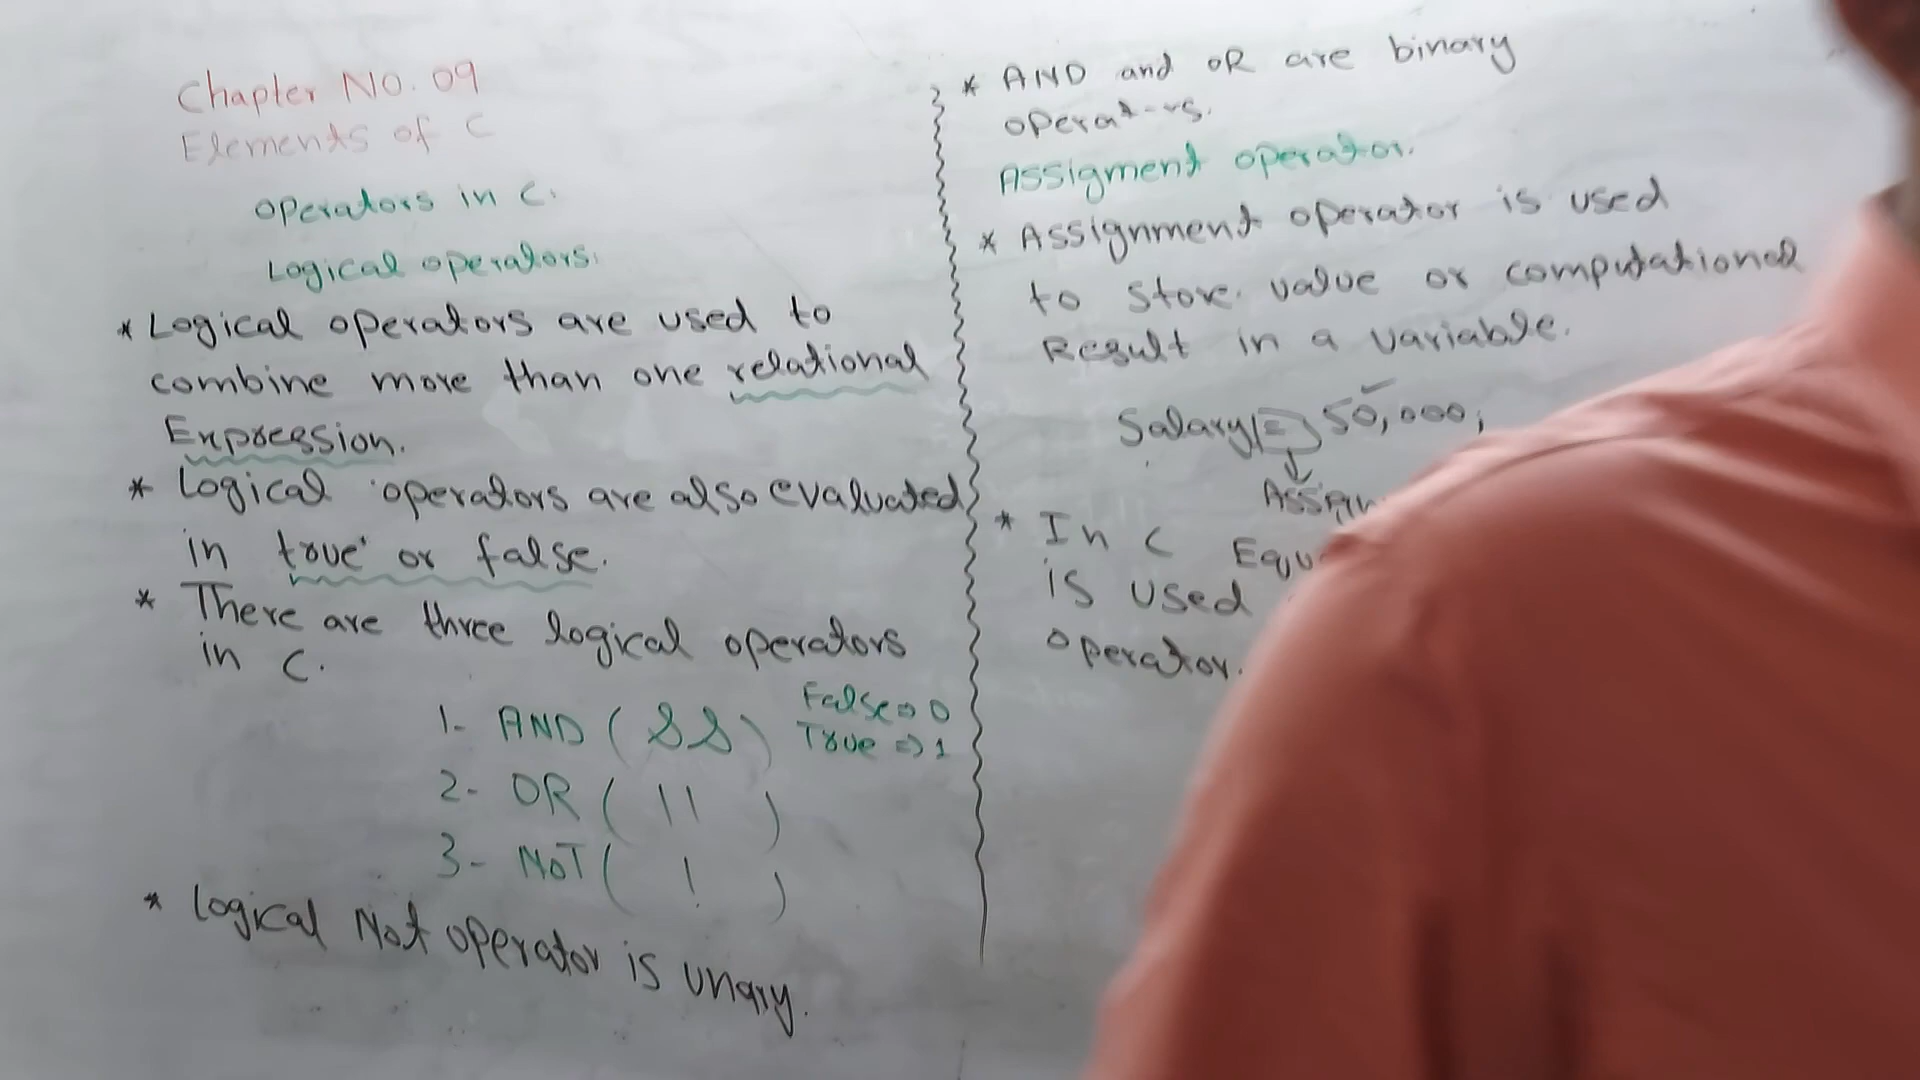 Chapter No. 09
Elements of C
Operators in C.
Logical operators.
* Logical operators are used to
combine more than one relational
Expression.
* Logical operators are also evaluated
in true or false.
* There are three logical operators
in C.
1- AND ( && )
False => 0
True => 1
2- OR ( || )
3- NOT ( ! )
* Logical Not operator is unary.
* AND and OR are binary
operators.
Assigment operator.
* Assignment operator is used
to store value or computational
Result in a variable.
Salary = 50,000;
* In C
is used
operator.